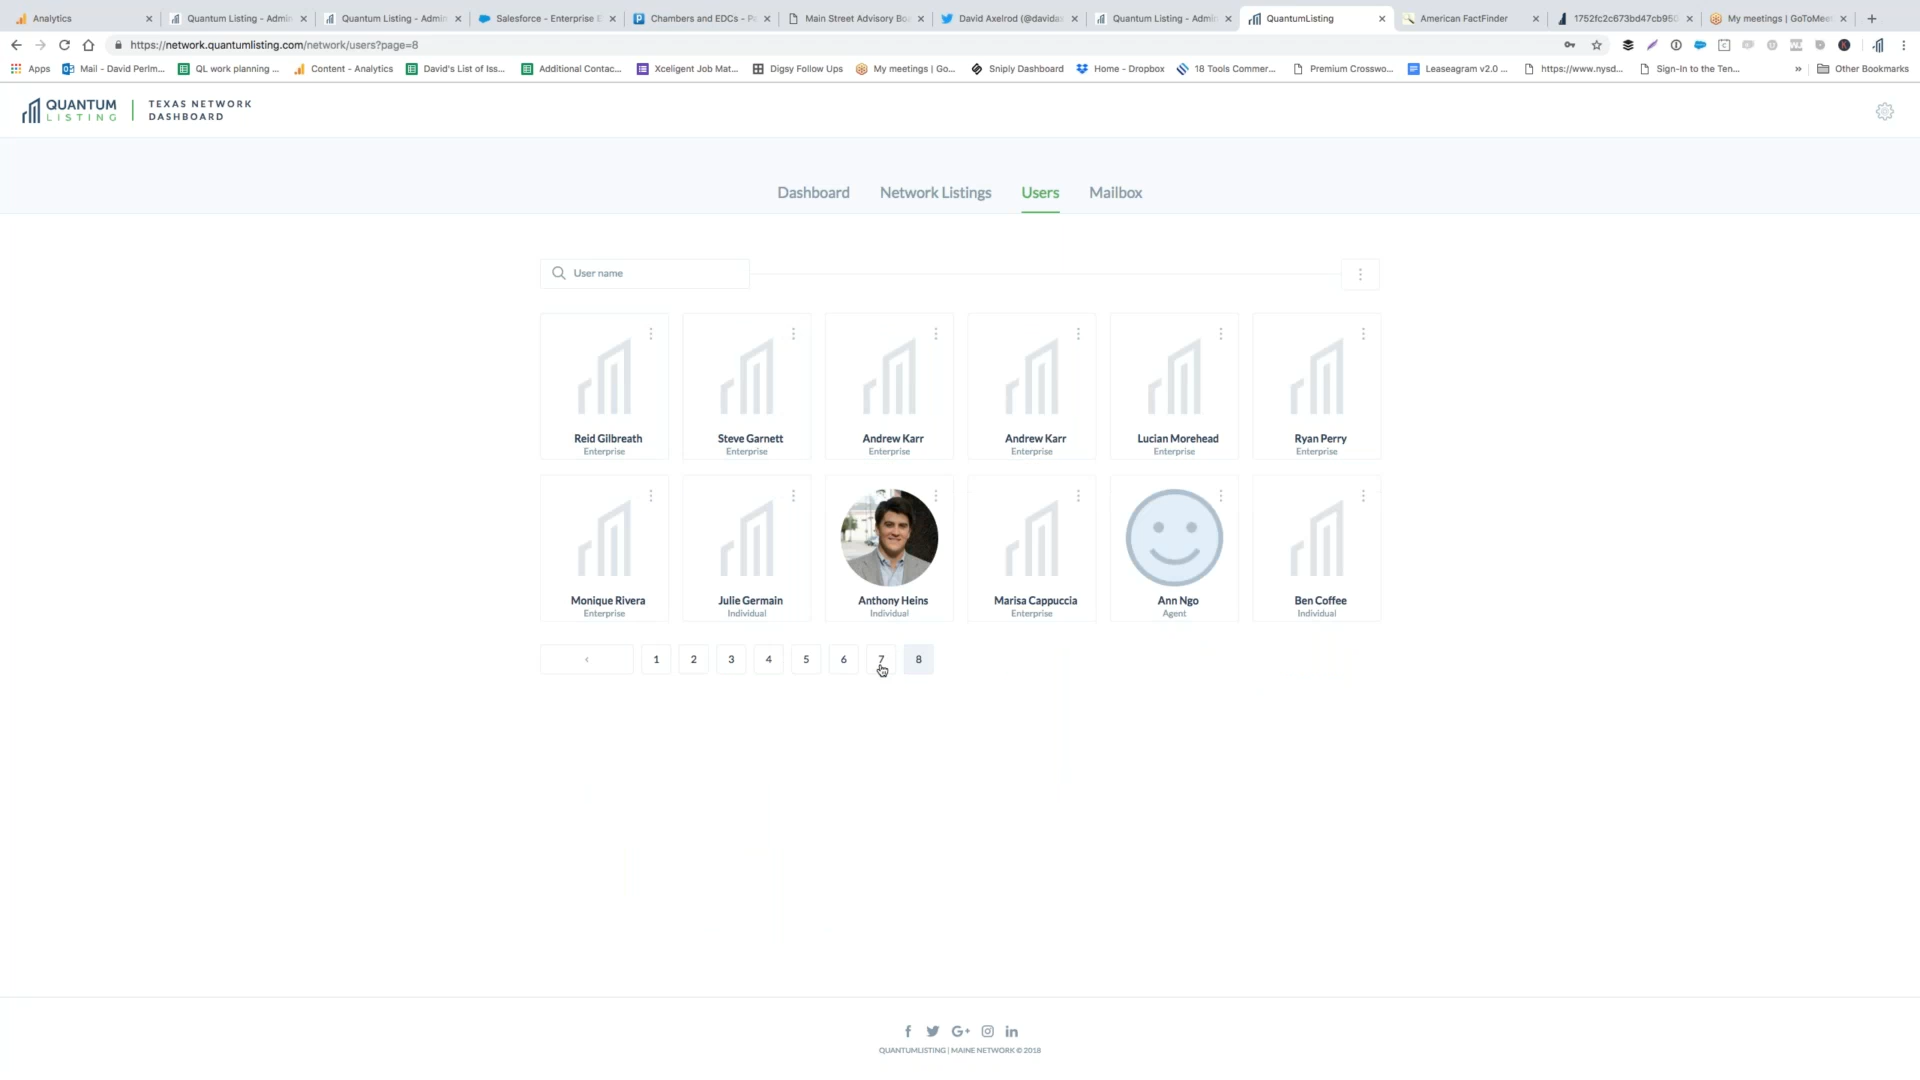 Analytics
Quantum Listing - Admin
Quantum Listing - Admin
Salesforce - Enterprise E
Chambers and EDCs - P
Main Street Advisory Bo
David Axelrod (@davidax
Quantum Listing - Admin
QuantumListing
American FactFinder
1752fc2c673bd47cb950
My meetings | GoToMee
https://network.quantumlisting.com/network/users?page=8
Apps
Mail - David Perlm...
QL work planning ...
Content - Analytics
David's List of Iss...
Additional Contac...
Xceligent Job Mat...
Digsy Follow Ups
My meetings | Go...
Sniply Dashboard
Home - Dropbox
18 Tools Commer...
Premium Crosswo...
Leaseagram v2.0 ...
https://www.nysd...
Sign-In to the Ten...
»
Other Bookmarks
QUANTUM
LISTING
TEXAS NETWORK
DASHBOARD
Dashboard
Network Listings
Users
Mailbox
User name
Reid Gilbreath
Enterprise
Steve Garnett
Enterprise
Andrew Karr
Enterprise
Andrew Karr
Enterprise
Lucian Morehead
Enterprise
Ryan Perry
Enterprise
Monique Rivera
Enterprise
Julie Germain
Individual
Anthony Heins
Individual
Marisa Cappuccia
Enterprise
Ann Ngo
Agent
Ben Coffee
Individual
‹ 1 2 3 4 5 6 7 8
QUANTUMLISTING | MAINE NETWORK © 2018